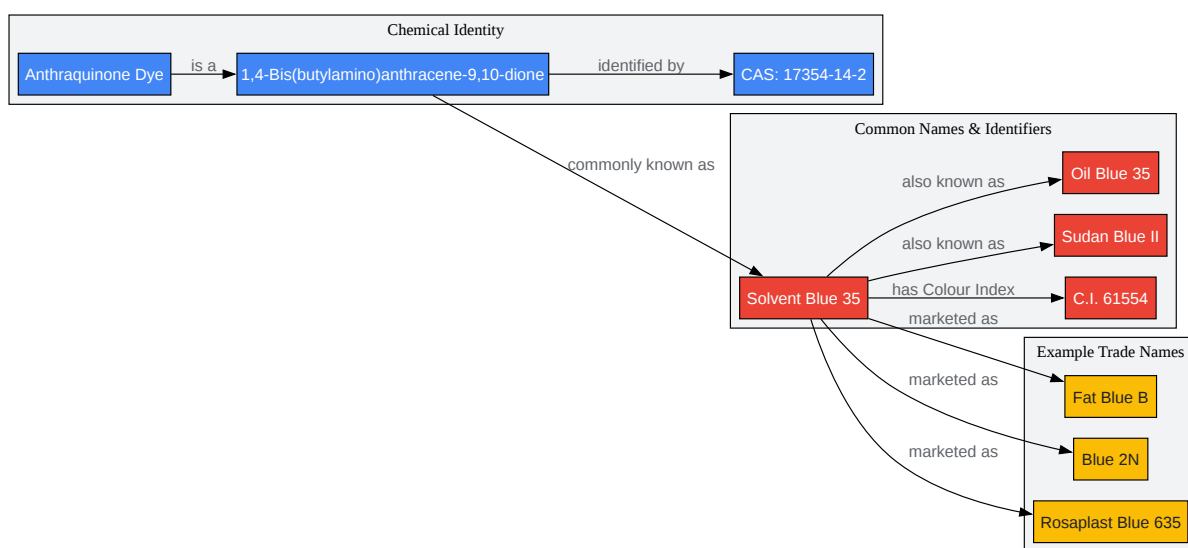 Chemical Identity
Anthraquinone Dye
is a
1,4-Bis(butylamino)anthracene-9,10-dione
identified by
CAS: 17354-14-2
commonly known as
Common Names & Identifiers
Oil Blue 35
also known as
Sudan Blue II
also known as
Solvent Blue 35
has Colour Index
C.I. 61554
marketed as
Example Trade Names
Fat Blue B
marketed as
Blue 2N
marketed as
Rosaplast Blue 635